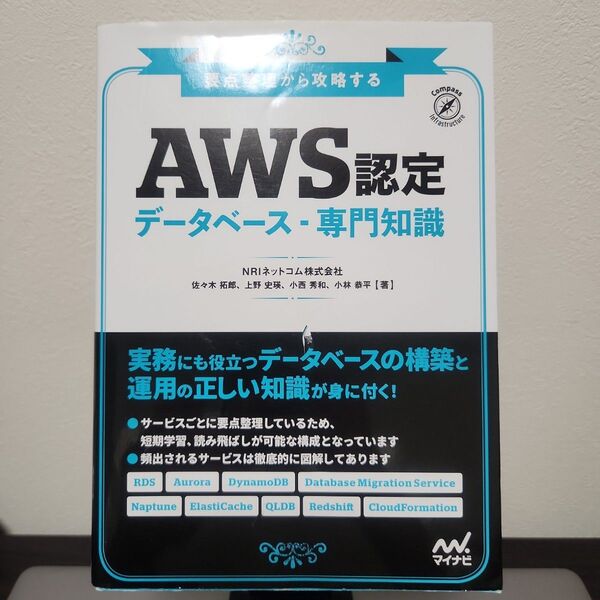 要点整理から攻略する
Compass
Infrastructure
AWS認定
データベース - 専門知識
NRIネットコム株式会社
佐々木 拓郎、上野 史瑛、小西 秀和、小林 恭平【著】
実務にも役立つデータベースの構築と
運用の正しい知識が身に付く!
●サービスごとに要点整理しているため、
短期学習、読み飛ばしが可能な構成となっています
●頻出されるサービスは徹底的に図解してあります
RDS Aurora DynamoDB Database Migration Service
Neptune ElastiCache QLDB Redshift CloudFormation
マイナビ